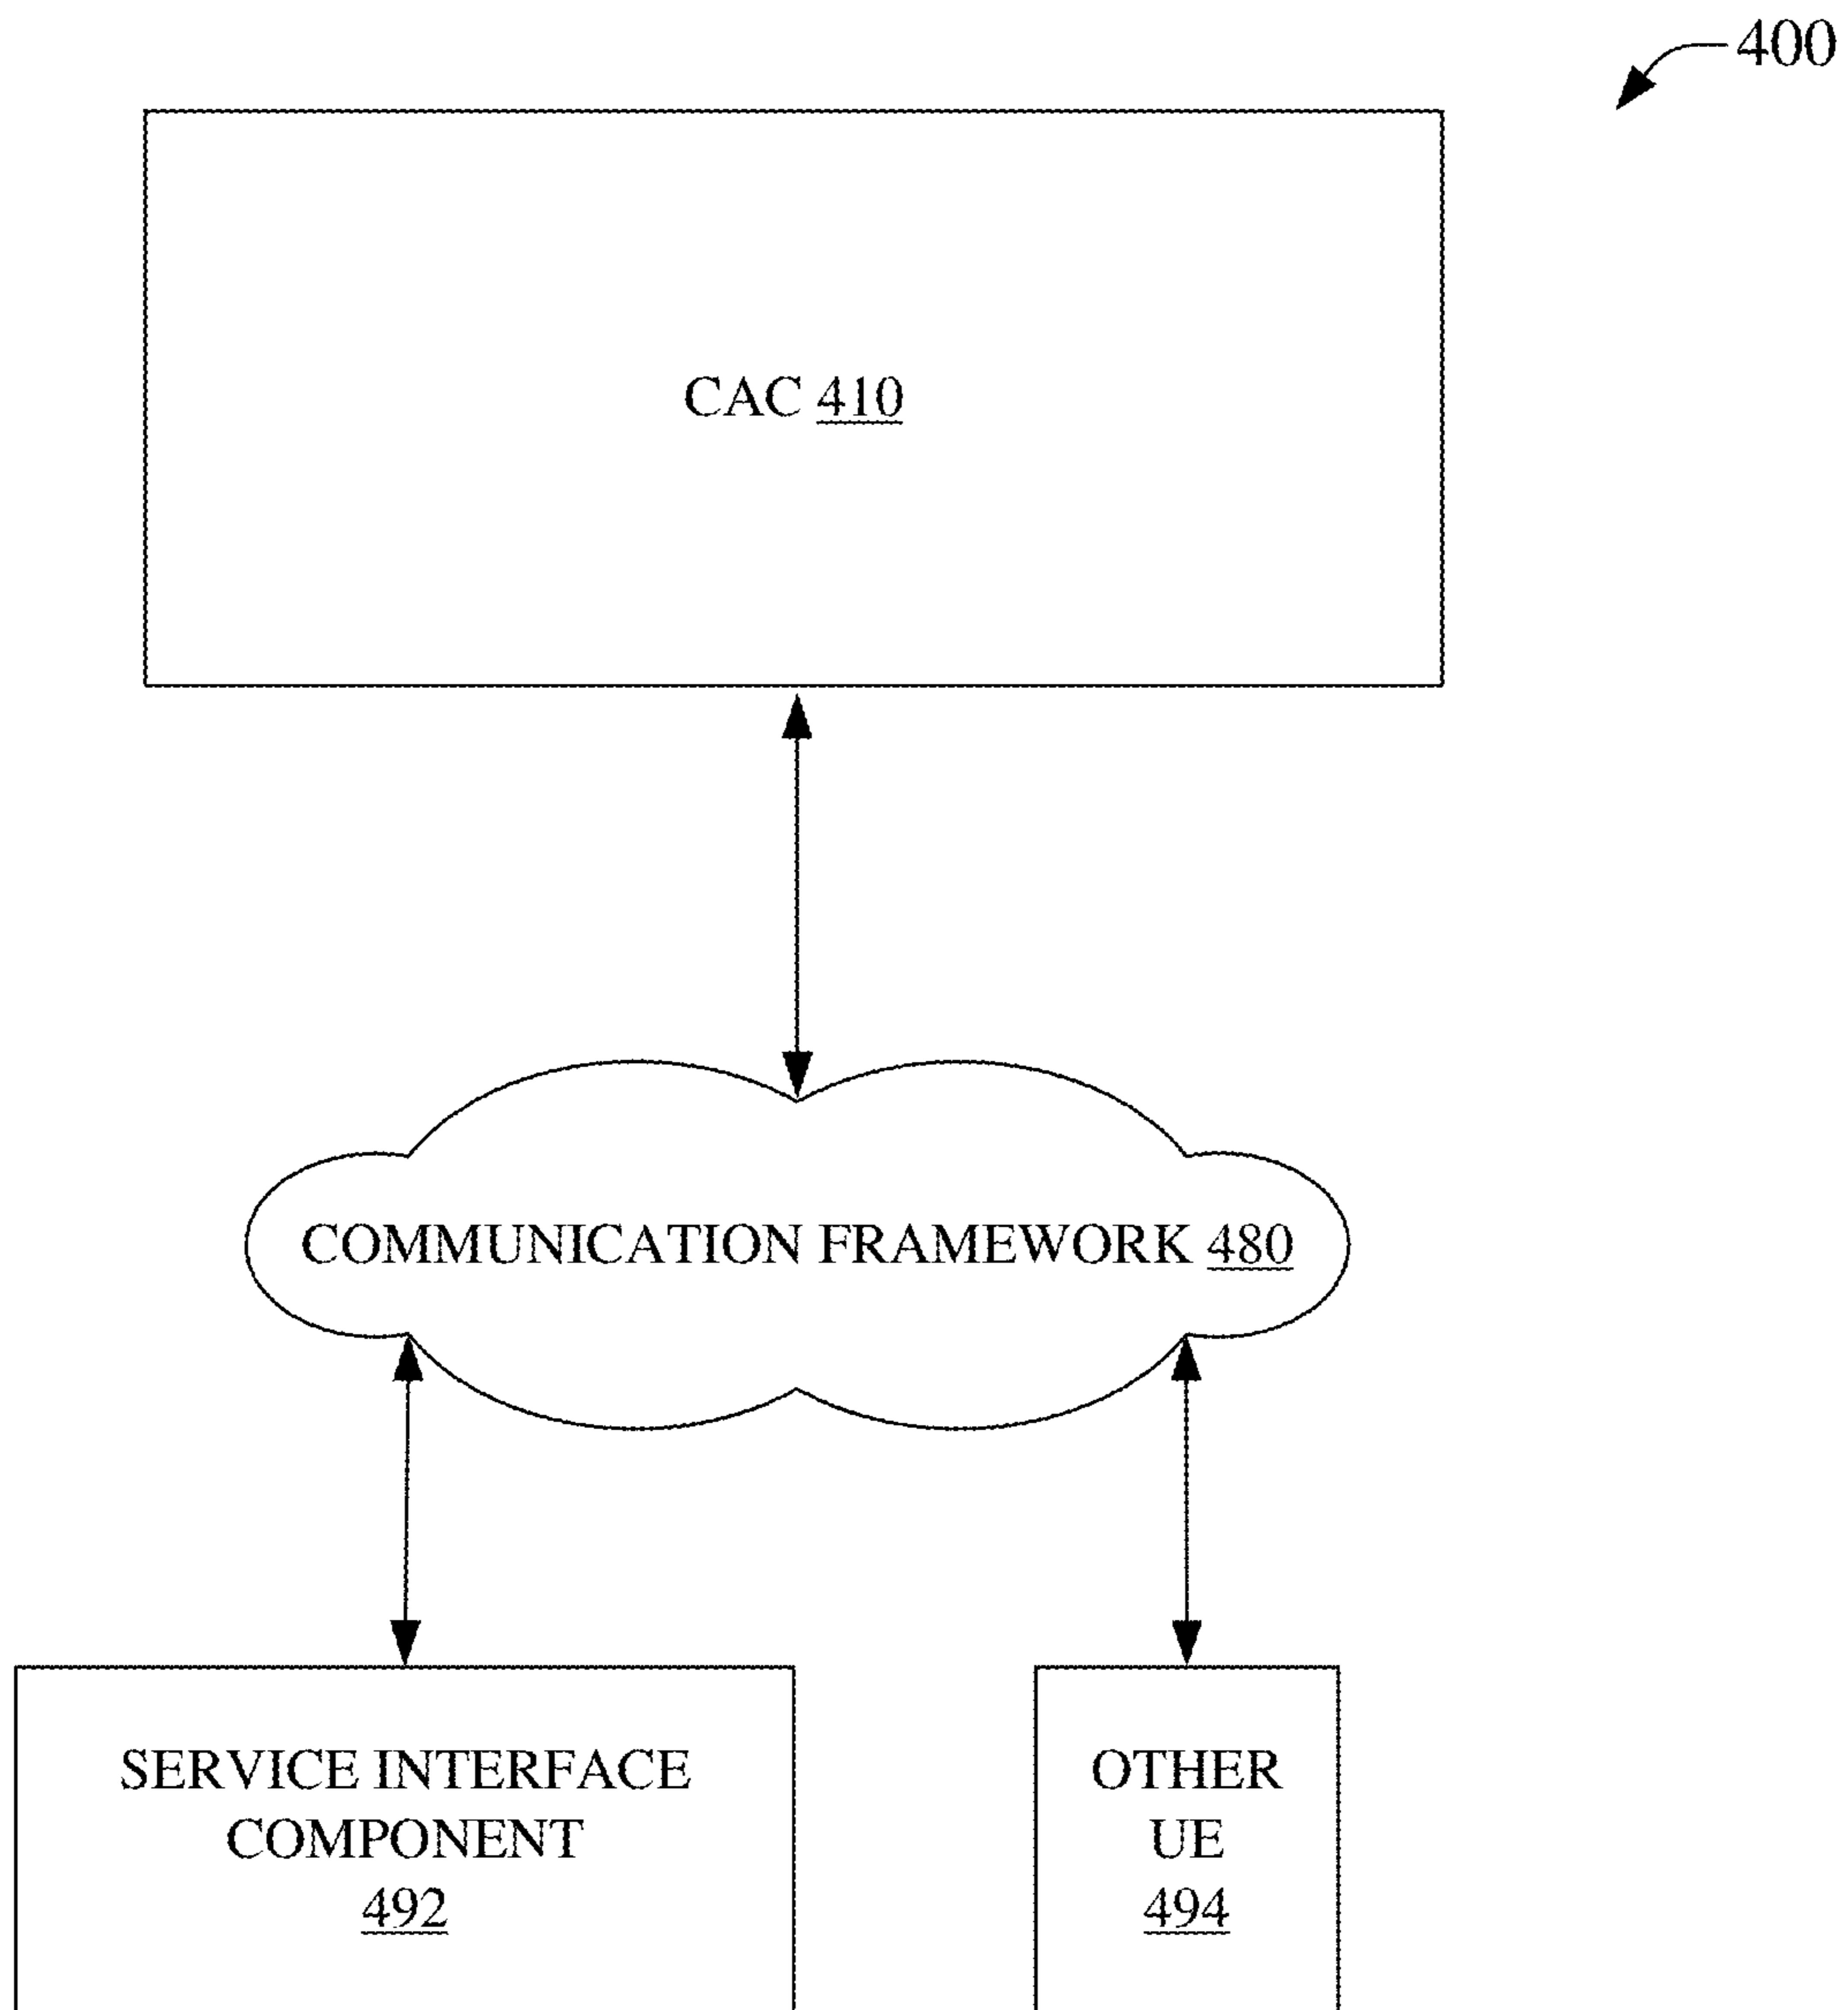 400
CAC 410
COMMUNICATION FRAMEWORK 480
SERVICE INTERFACE
COMPONENT
492
OTHER
UE
494